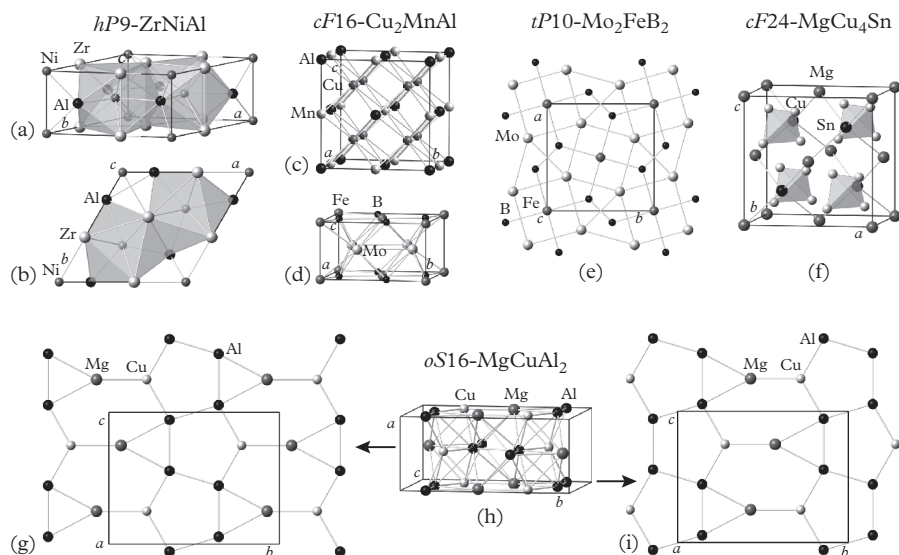 hP9-ZrNiAl
cF16-Cu₂MnAl
tP10-Mo₂FeB₂
cF24-MgCu₄Sn
Ni
Zr
c
Al
b
a
(a)
Al
c
Cu
Mn
a
b
(c)
a
Mo
B
Fe
c
b
(e)
Mg
c
Cu
Sn
b
a
(f)
c
a
Al
Zr
b
Ni
(b)
Fe
B
c
Mo
a
b
(d)
Mg
Cu
Al
c
a
b
(g)
oS16-MgCuAl₂
Cu
Mg
Al
a
c
b
(h)
Al
Mg
Cu
c
a
b
(i)